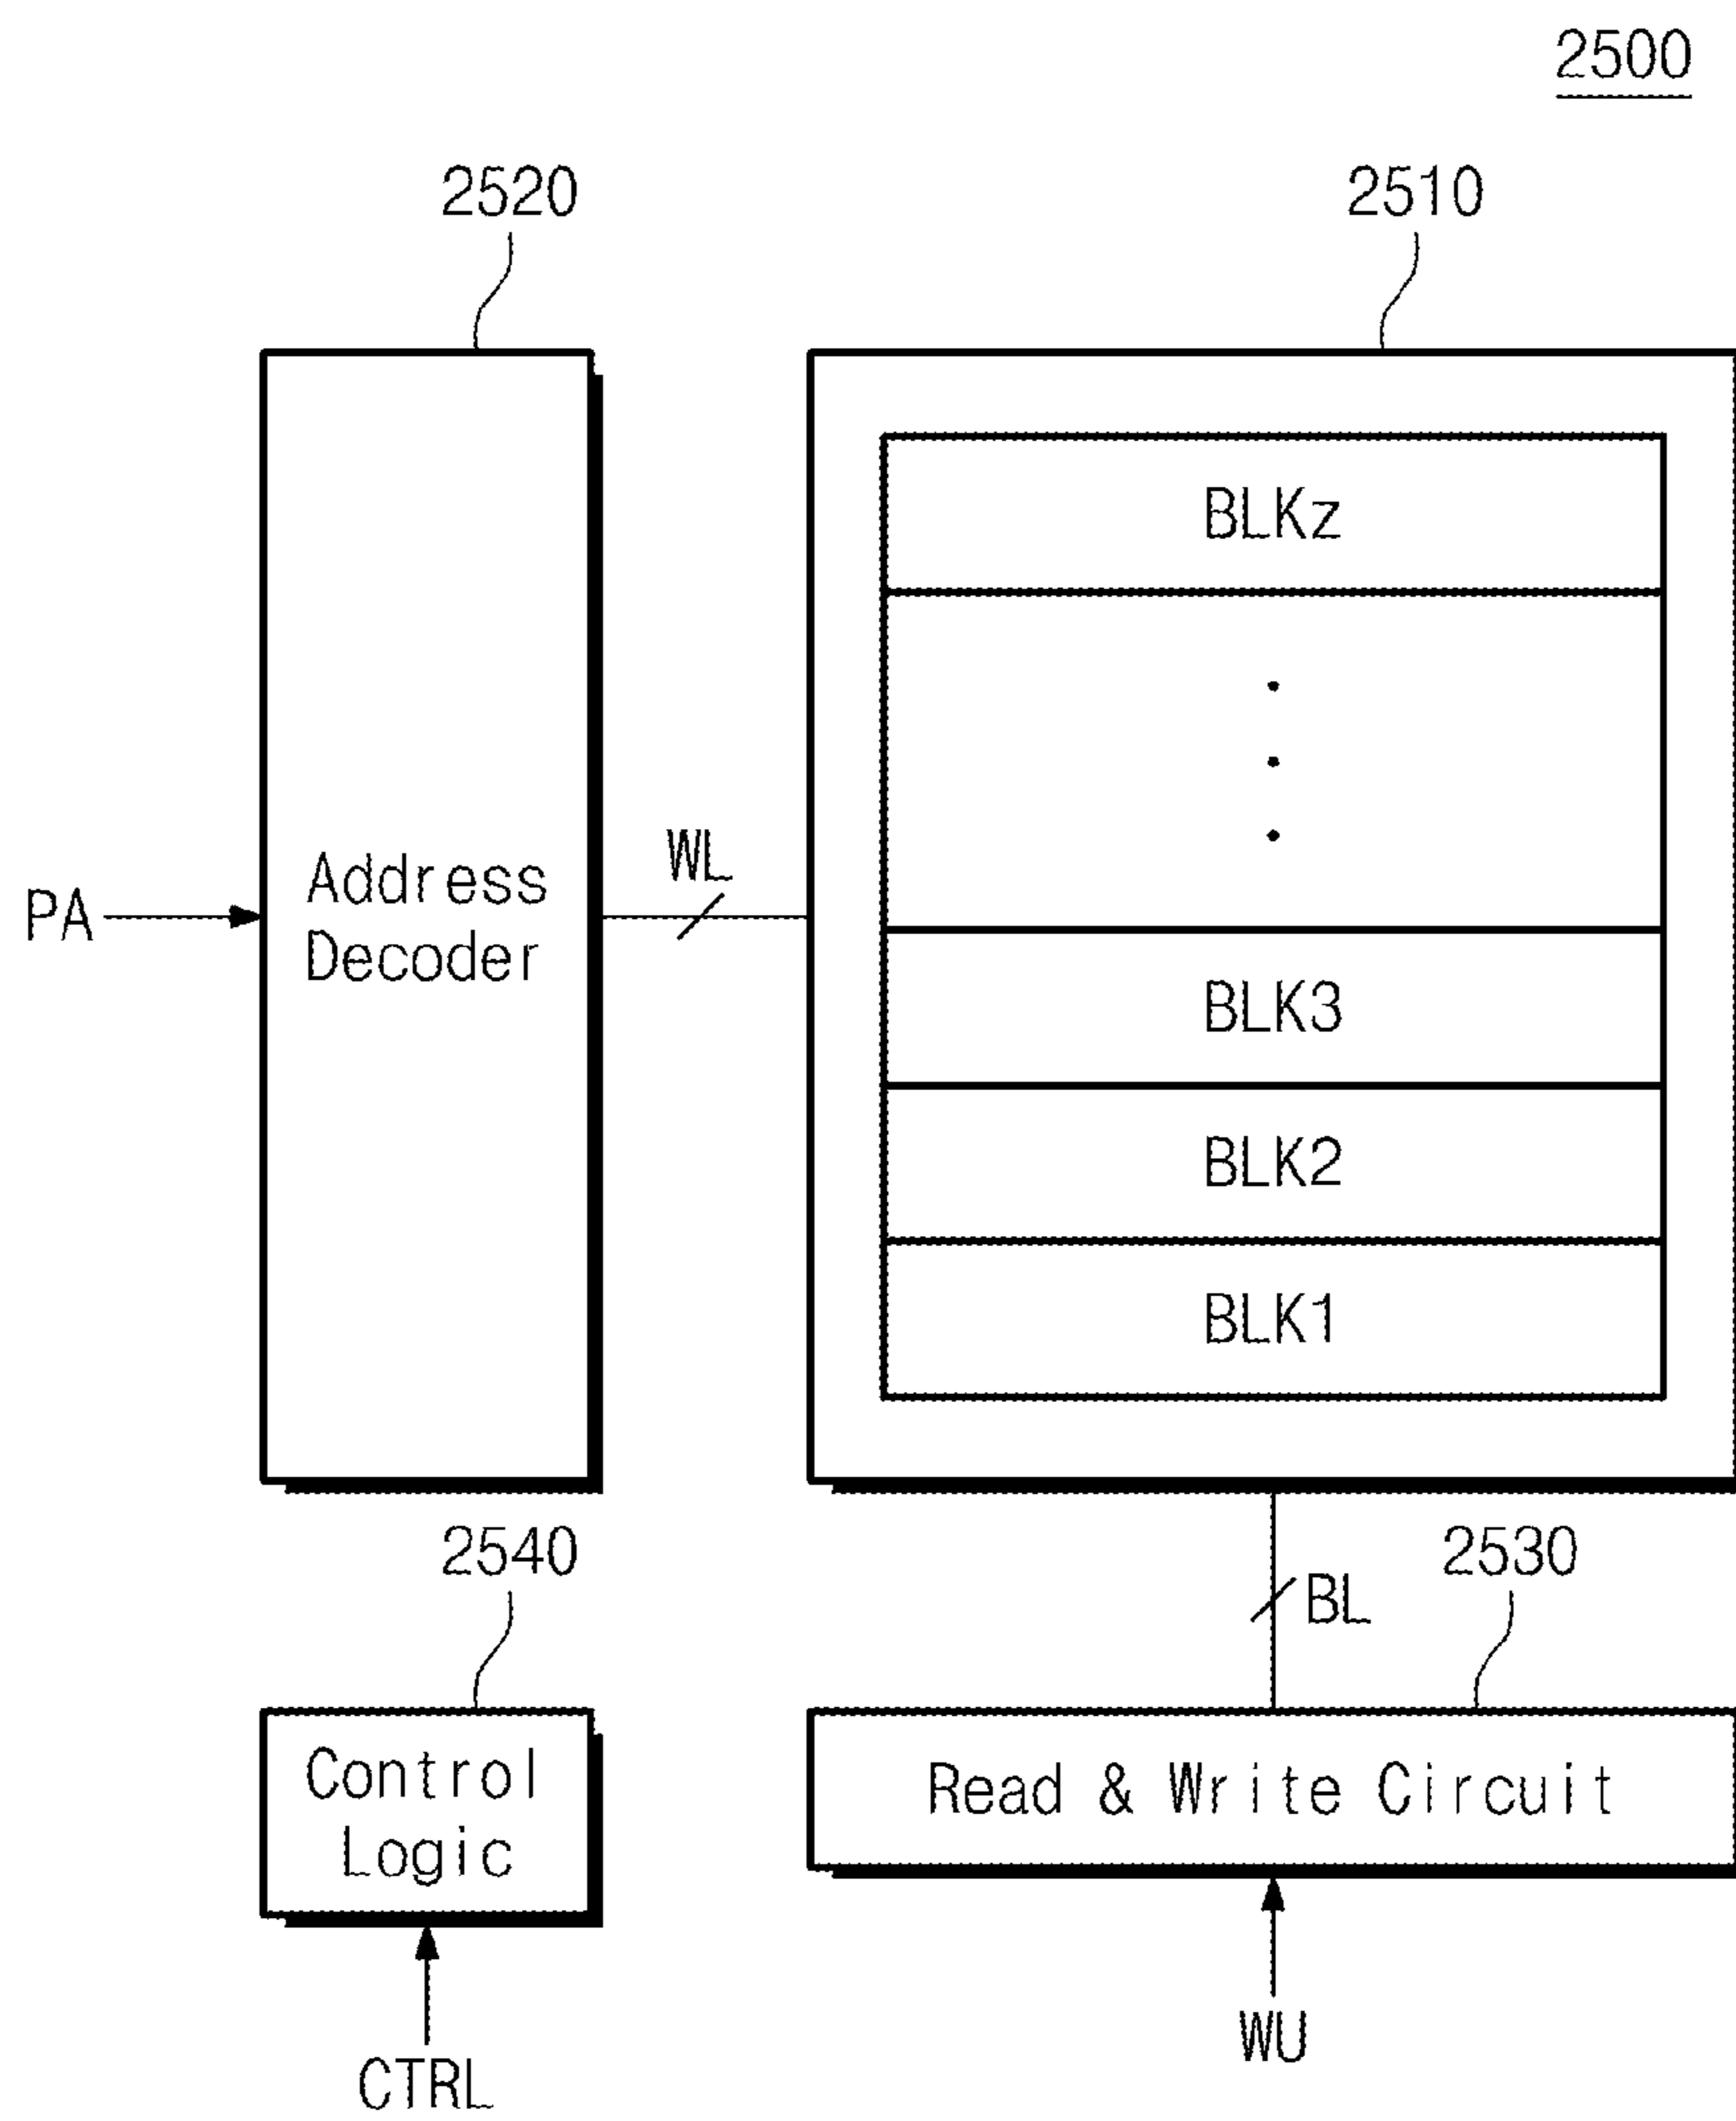 2500
2520
2510
BLKz
WL
Address
Decoder
PA
BLK3
BLK2
BLK1
2540
2530
BL
Control
Logic
Read & Write Circuit
WU
CTRL